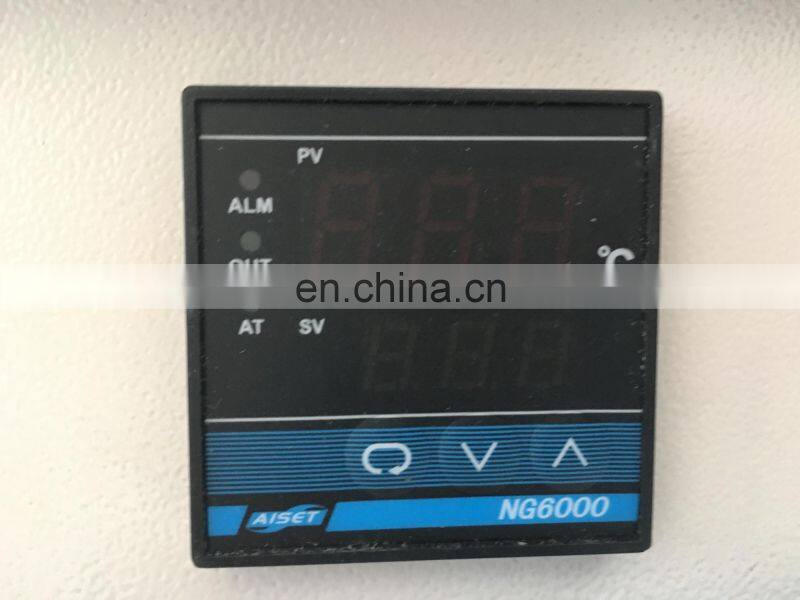 PV
ALM
OUT
℃
en.china.cn
AT SV
AISET
NG6000